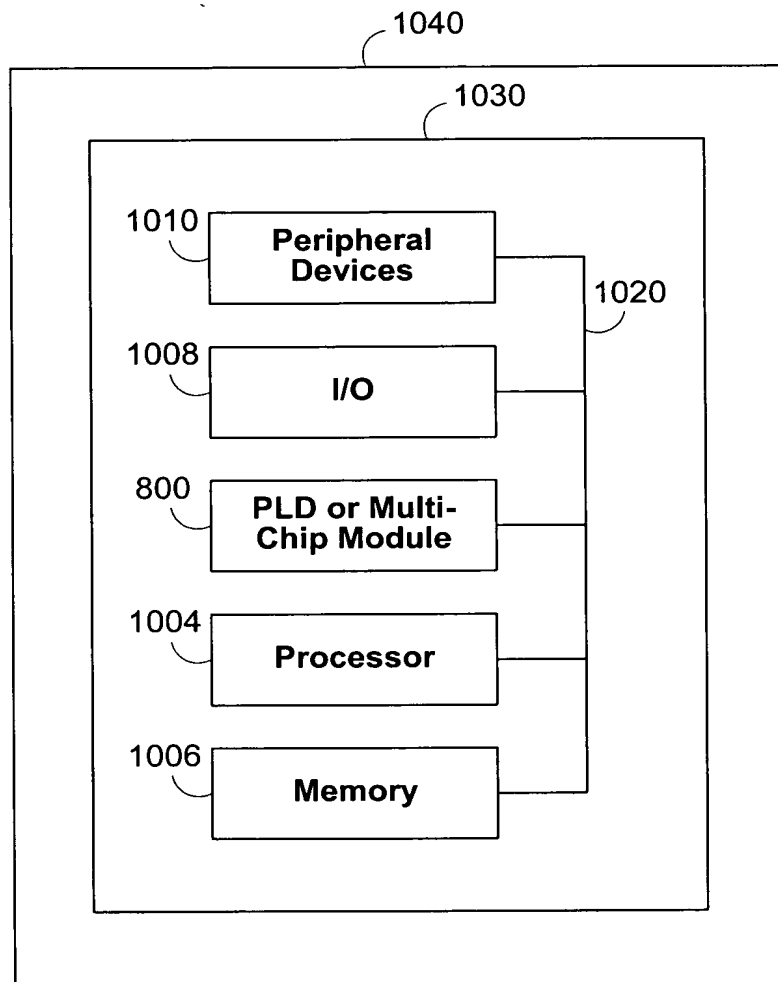 1040
1030
1010
Peripheral
Devices
1020
1008
I/O
800
PLD or Multi-
Chip Module
1004
Processor
1006
Memory